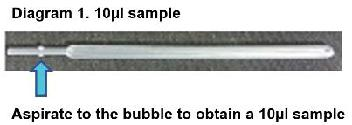 Diagram 1. 10µl sample
Aspirate to the bubble to obtain a 10µl sample